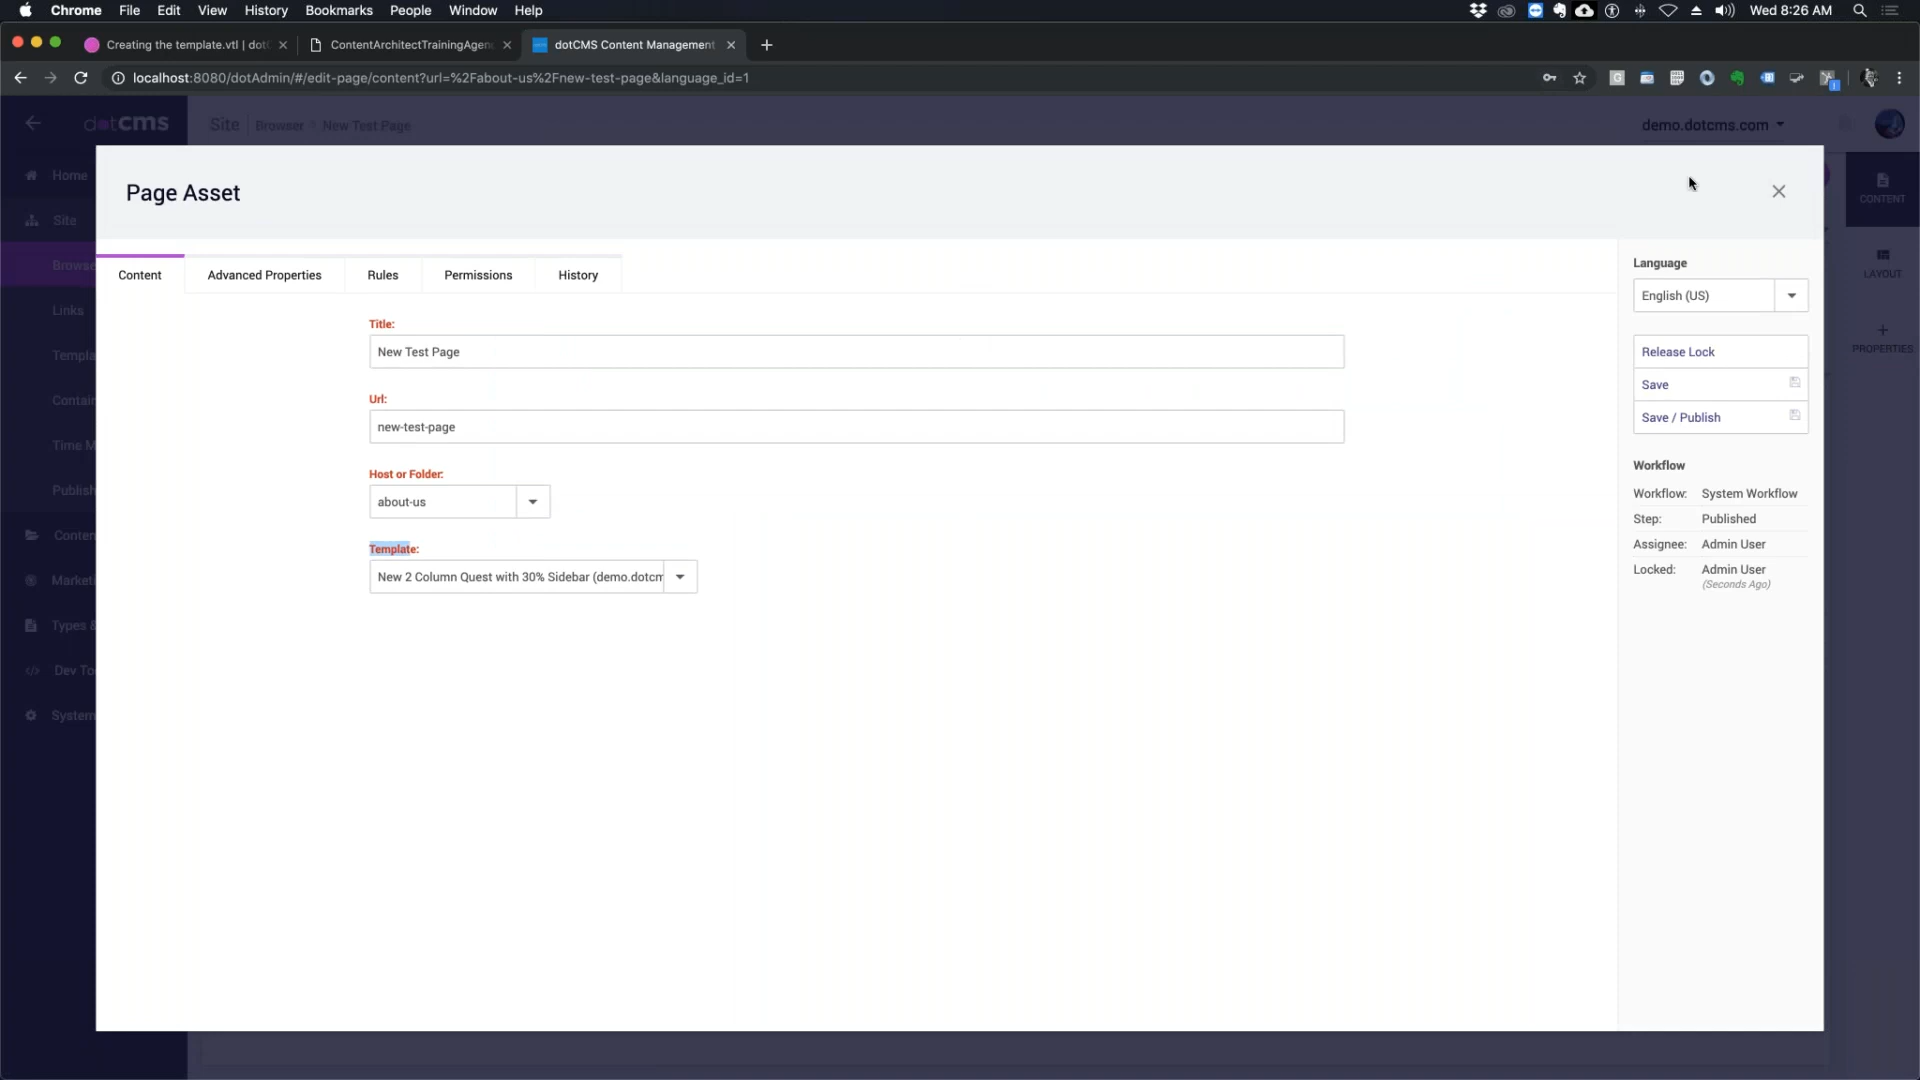 Chrome File Edit View History Bookmarks People Window Help Wed 8:26 AM
Creating the template.vtl | dot ContentArchitectTrainingAgen dotCMS Content Management
localhost:8080/dotAdmin/#/edit-page/content?url=%2Fabout-us%2Fnew-test-page&language_id=1
dotCMS Site Browser New Test Page demo.dotcms.com
Home
Site
Browse
Links
Templa
Contain
Time M
Publish
Conten
Marketi
Types &
Dev To
System
Page Asset
CONTENT
LAYOUT
PROPERTIES
Content Advanced Properties Rules Permissions History
Title:
New Test Page
Url:
new-test-page
Host or Folder:
about-us
Template:
New 2 Column Quest with 30% Sidebar (demo.dotcm
Language
English (US)
Release Lock
Save
Save / Publish
Workflow
Workflow: System Workflow
Step: Published
Assignee: Admin User
Locked: Admin User
(Seconds Ago)